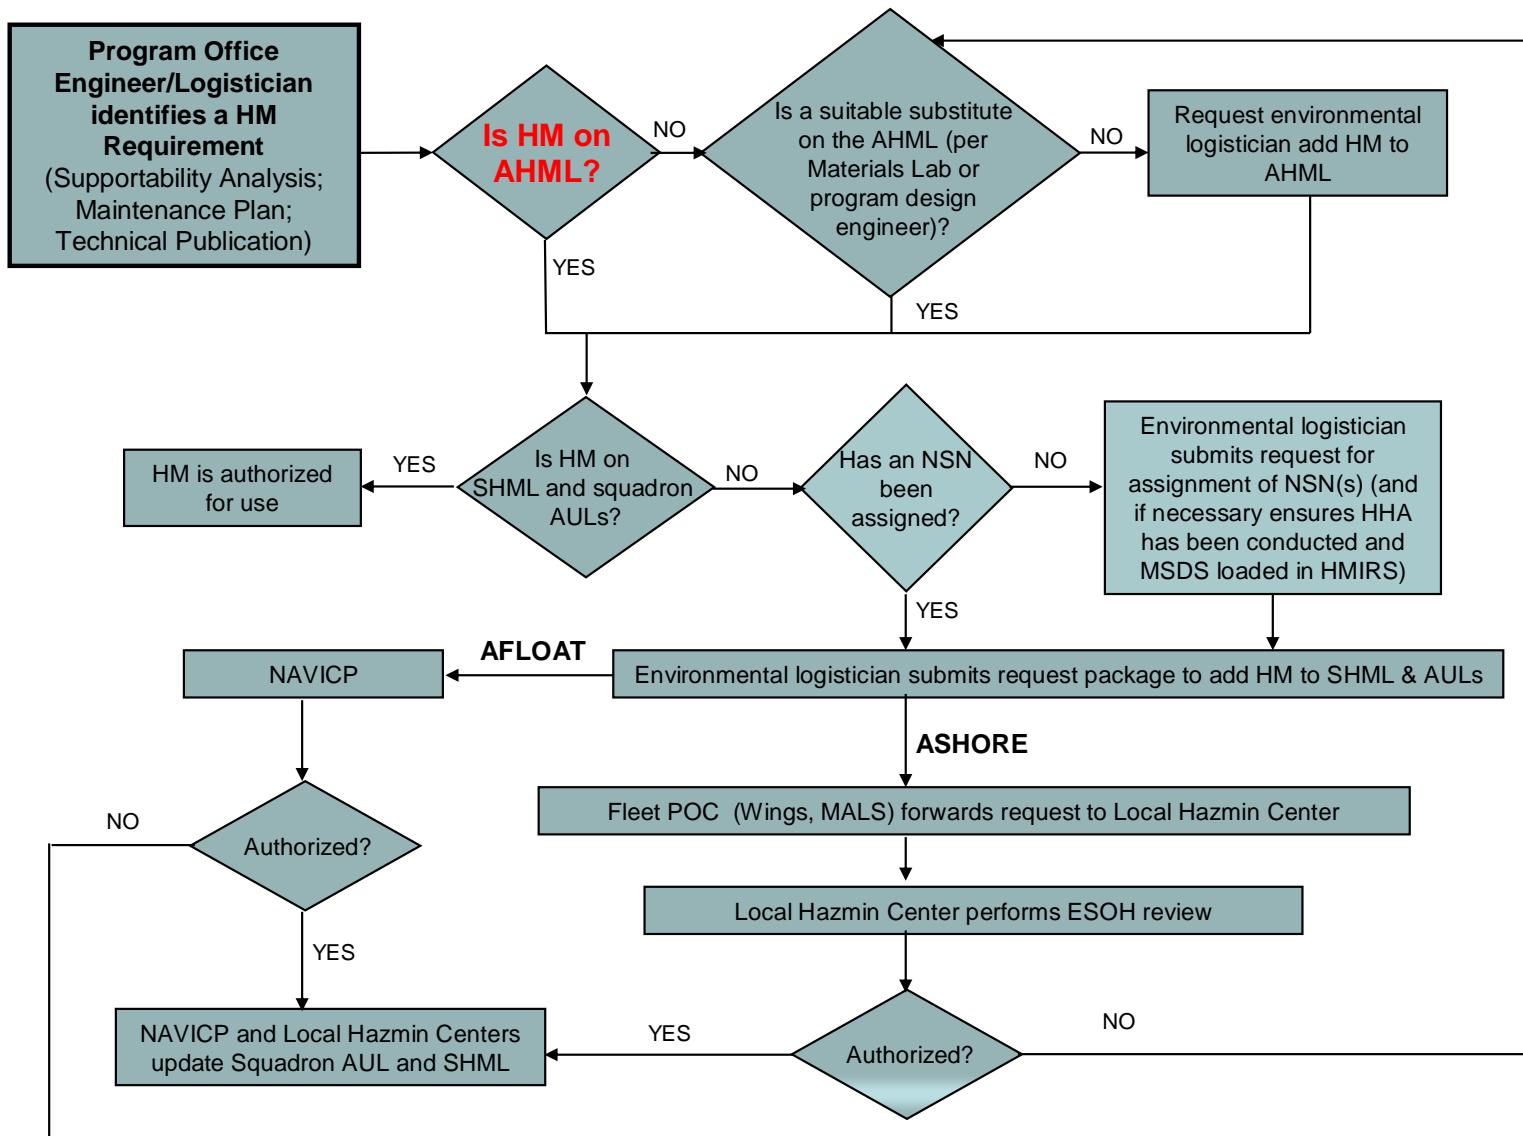 Program Office
Engineer/Logistician
identifies a HM
Requirement
(Supportability Analysis;
Maintenance Plan;
Technical Publication)
Is HM on
AHML?
NO
Is a suitable substitute
on the AHML (per
Materials Lab or
program design
engineer)?
NO
Request environmental
logistician add HM to
AHML
YES
YES
HM is authorized
for use
YES
Is HM on
SHML and squadron
AULs?
NO
Has an NSN
been
assigned?
NO
Environmental logistician
submits request for
assignment of NSN(s) (and
if necessary ensures HHA
has been conducted and
MSDS loaded in HMIRS)
YES
NAVICP
AFLOAT
Environmental logistician submits request package to add HM to SHML & AULs
ASHORE
Fleet POC  (Wings, MALS) forwards request to Local Hazmin Center
NO
Authorized?
Local Hazmin Center performs ESOH review
YES
NAVICP and Local Hazmin Centers
update Squadron AUL and SHML
YES
Authorized?
NO